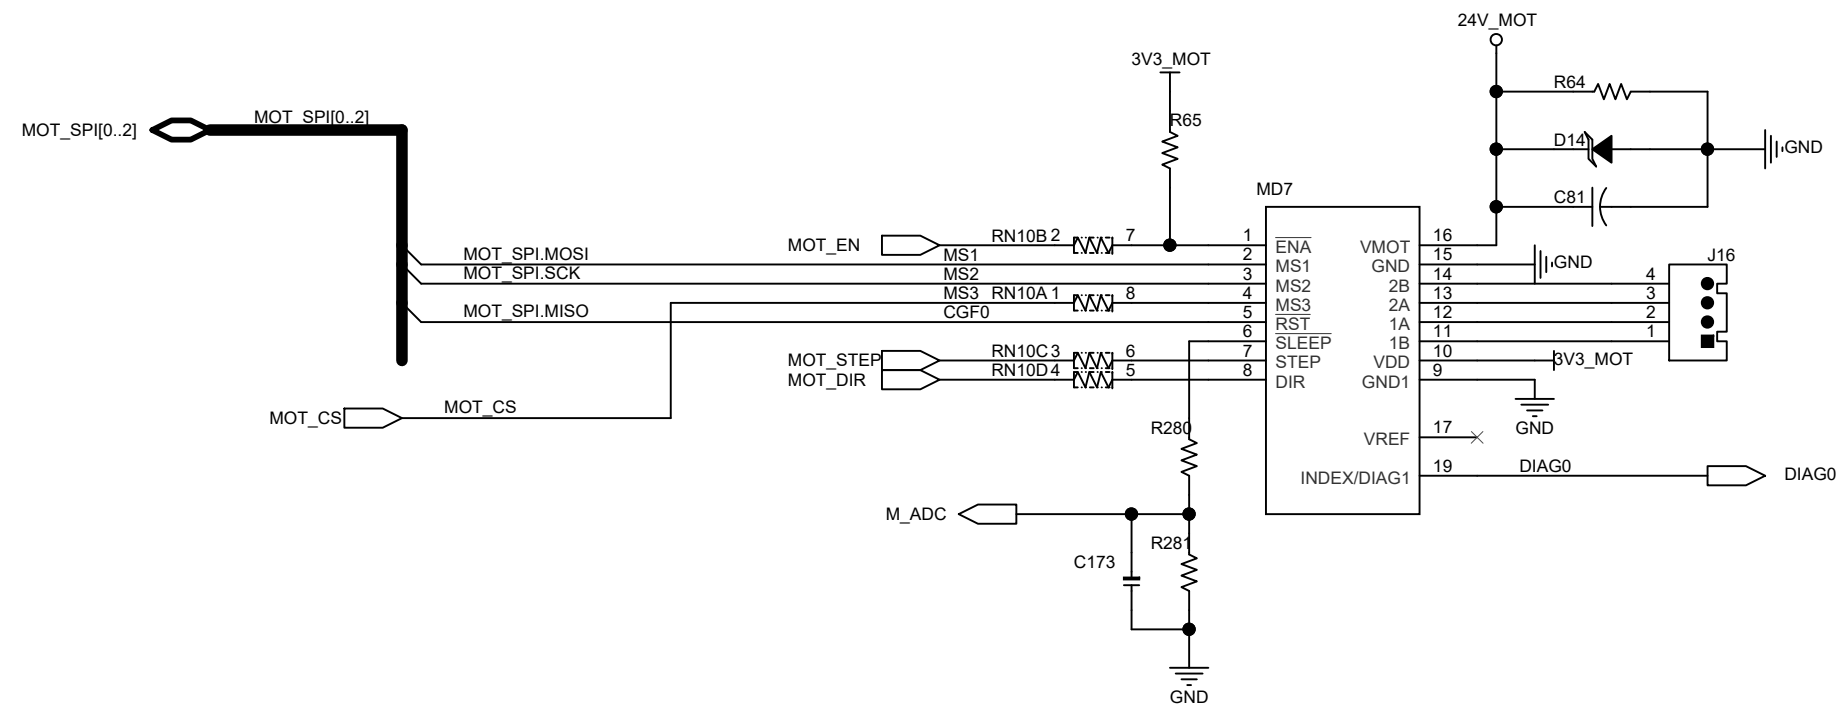 24V_MOT
3V3_MOT
R64
R65
MOT_SPI[0..2]
MOT_SPI[0..2]
D14
GND
MD7
C81
MOT_EN
RN10B 2
7
1
ENA
VMOT
16
MOT_SPI.MOSI
MS1
2
MS1
GND
15
GND
J16
MOT_SPI.SCK
MS2
3
MS2
2B
14
4
MS3
RN10A 1
8
4
MS3
2A
13
3
MOT_SPI.MISO
CGF0
5
RST
1A
12
2
6
SLEEP
1B
11
1
MOT_STEP
RN10C 3
6
7
STEP
VDD
10
3V3_MOT
MOT_DIR
RN10D 4
5
8
DIR
GND1
9
MOT_CS
MOT_CS
R280
GND
VREF
17
INDEX/DIAG1
19
DIAG0
DIAG0
M_ADC
R281
C173
GND